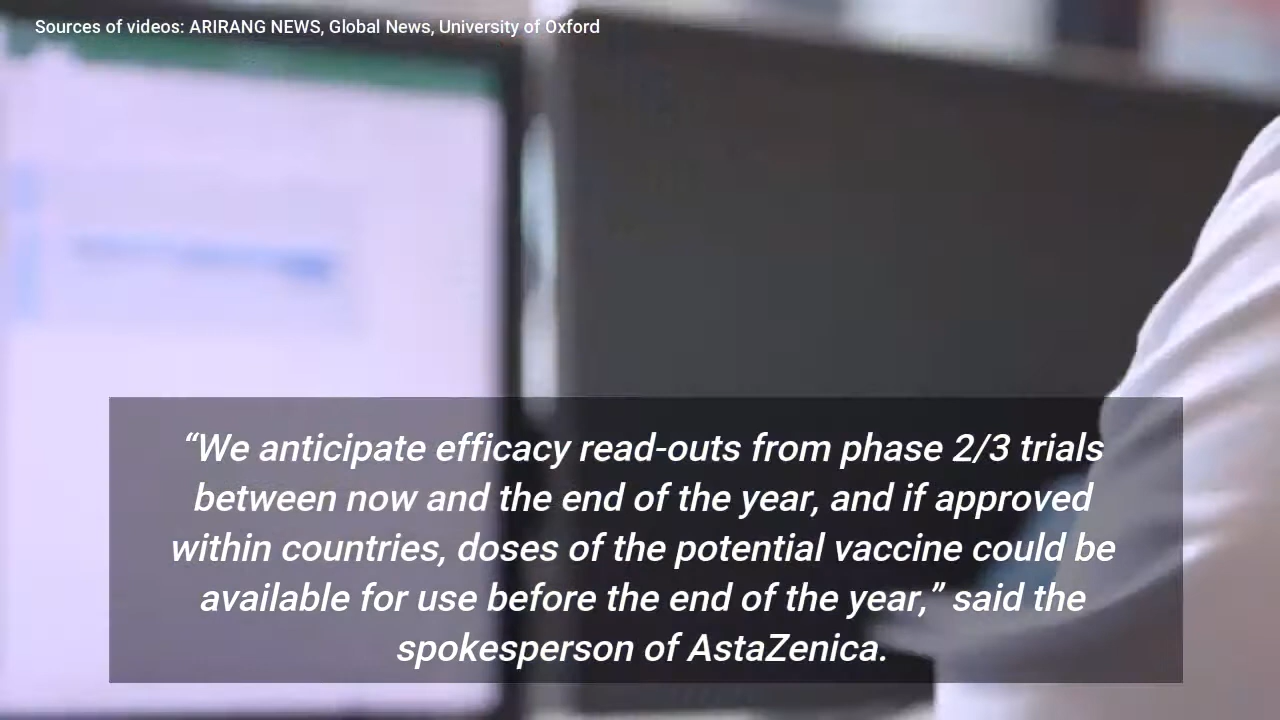 Sources of videos: ARIRANG NEWS, Global News, University of Oxford
“We anticipate efficacy read-outs from phase 2/3 trials
between now and the end of the year, and if approved
within countries, doses of the potential vaccine could be
available for use before the end of the year,” said the
spokesperson of AstaZenica.